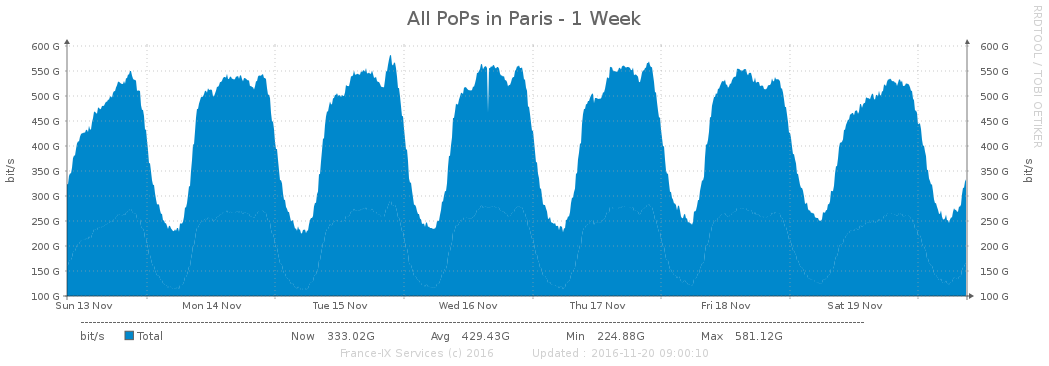 All PoPs in Paris - 1 Week
RRDTOOL / TOBI OETIKER
bit/s
bit/s
600 G 600 G
550 G 550 G
500 G 500 G
450 G 450 G
400 G 400 G
350 G 350 G
300 G 300 G
250 G 250 G
200 G 200 G
150 G 150 G
100 G 100 G
Sun 13 Nov Mon 14 Nov Tue 15 Nov Wed 16 Nov Thu 17 Nov Fri 18 Nov Sat 19 Nov
bit/s Total Now 333.02G Avg 429.43G Min 224.88G Max 581.12G
France-IX Services (c) 2016 Updated : 2016-11-20 09:00:10